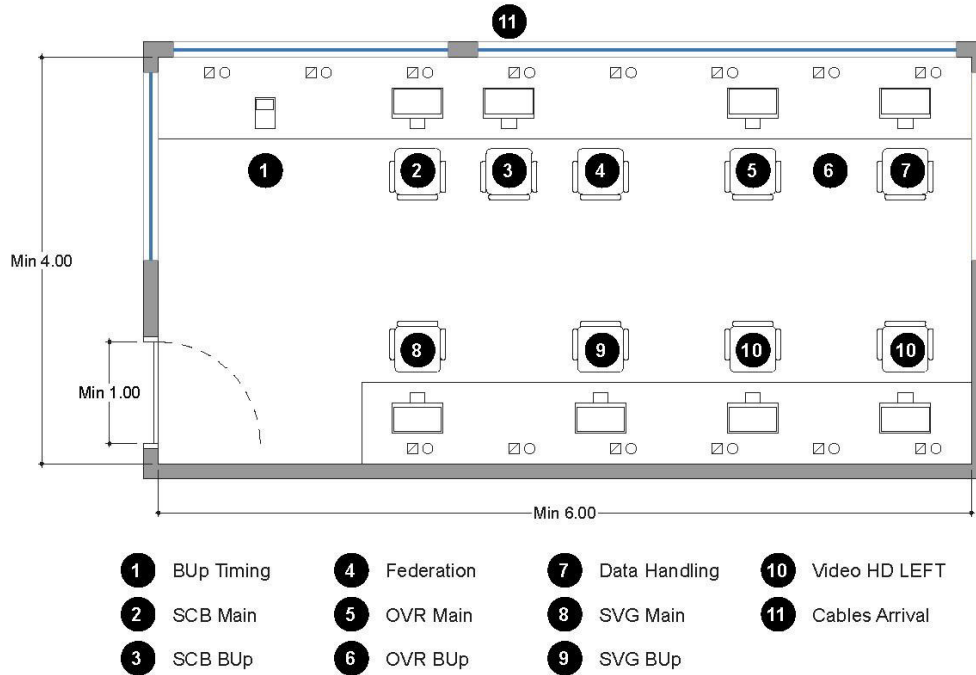 11
1
2
3
4
5
6
7
Min 4.00
8
9
10
10
Min 1.00
Min 6.00
1 BUp Timing
4 Federation
7 Data Handling
10 Video HD LEFT
2 SCB Main
5 OVR Main
8 SVG Main
11 Cables Arrival
3 SCB BUp
6 OVR BUp
9 SVG BUp